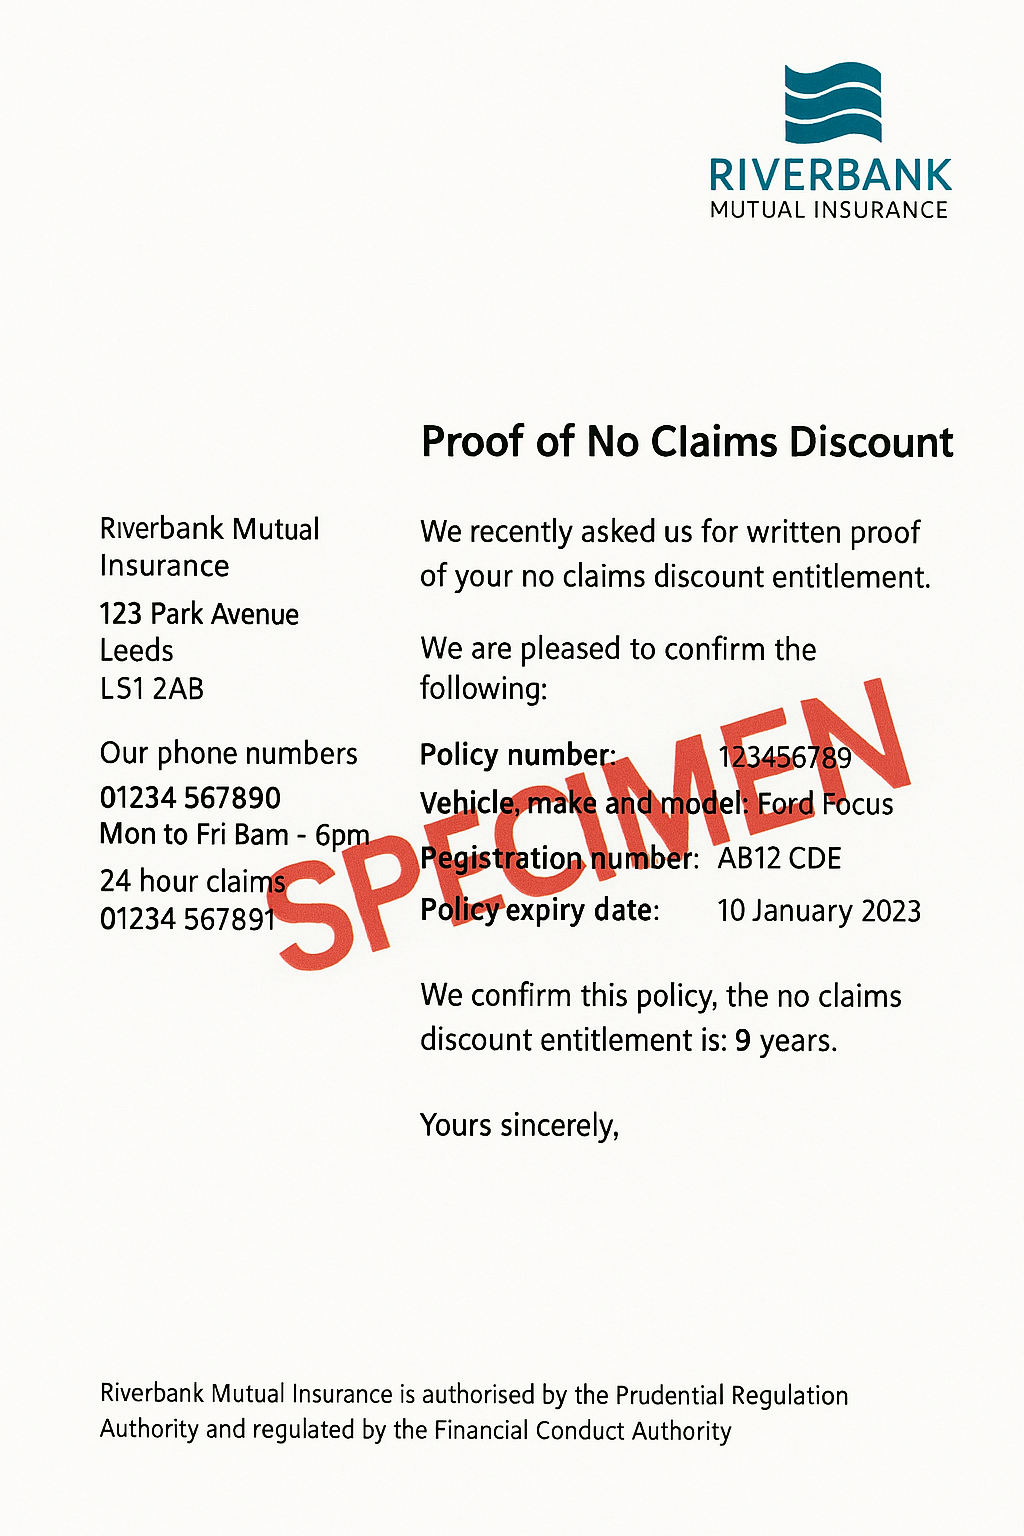 RIVERBANK
MUTUAL INSURANCE
Proof of No Claims Discount
Riverbank Mutual
Insurance
123 Park Avenue
Leeds
LS1 2AB
Our phone numbers
01234 567890
Mon to Fri 8am - 6pm
24 hour claims
01234 567891
We recently asked us for written proof
of your no claims discount entitlement.
We are pleased to confirm the
following:
Policy number: 123456789
Vehicle, make and model: Ford Focus
Pegistration number: AB12 CDE
Policy expiry date: 10 January 2023
SPECIMEN
We confirm this policy, the no claims
discount entitlement is: 9 years.
Yours sincerely,
Riverbank Mutual Insurance is authorised by the Prudential Regulation
Authority and regulated by the Financial Conduct Authority